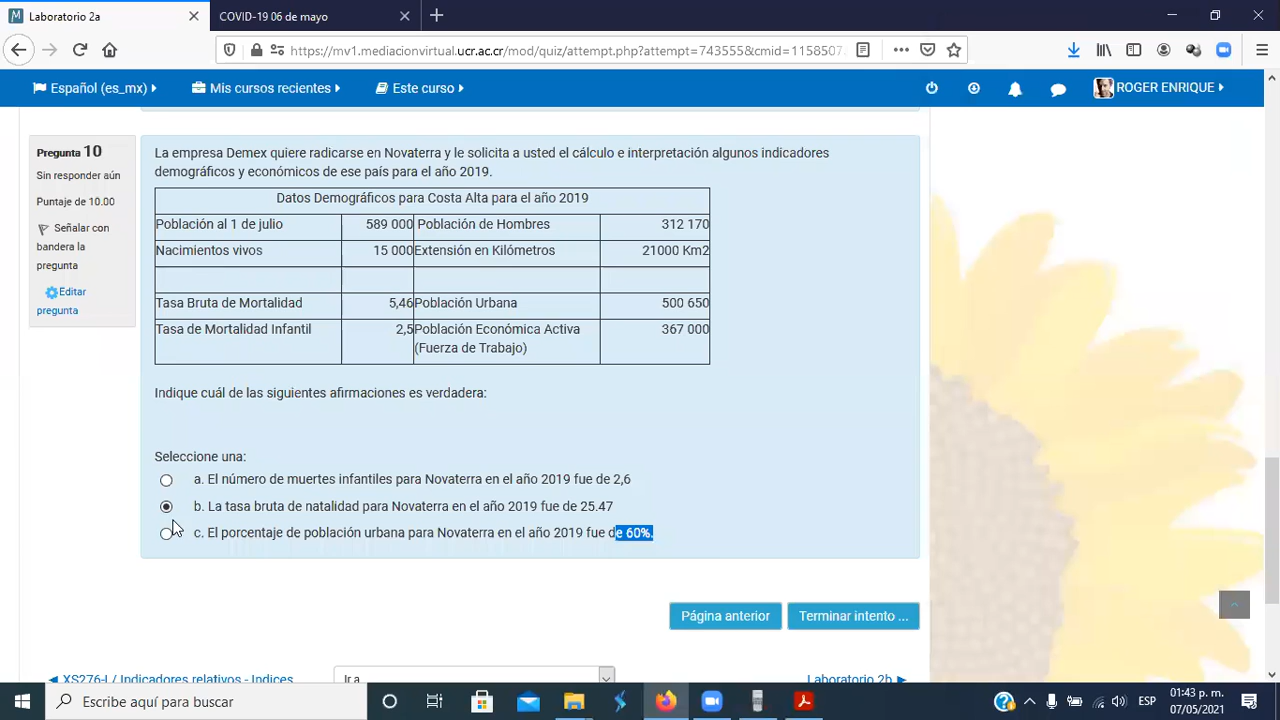 Laboratorio 2a
COVID-19 06 de mayo
https://mv1.mediacionvirtual.ucr.ac.cr/mod/quiz/attempt.php?attempt=743555&cmid=1158507
Español (es_mx)
Mis cursos recientes
Este curso
ROGER ENRIQUE
Pregunta 10
Sin responder aún
Puntaje de 10.00
Señalar con
bandera la
pregunta
Editar
pregunta
La empresa Demex quiere radicarse en Novaterra y le solicita a usted el cálculo e interpretación algunos indicadores
demográficos y económicos de ese país para el año 2019.
Datos Demográficos para Costa Alta para el año 2019
Población al 1 de julio 589 000 Población de Hombres 312 170
Nacimientos vivos 15 000 Extensión en Kilómetros 21000 Km2
Tasa Bruta de Mortalidad 5,46 Población Urbana 500 650
Tasa de Mortalidad Infantil 2,5 Población Económica Activa 367 000
(Fuerza de Trabajo)
Indique cuál de las siguientes afirmaciones es verdadera:
Seleccione una:
a. El número de muertes infantiles para Novaterra en el año 2019 fue de 2,6
b. La tasa bruta de natalidad para Novaterra en el año 2019 fue de 25.47
c. El porcentaje de población urbana para Novaterra en el año 2019 fue de 60%.
Página anterior
Terminar intento ...
XS276-I / Indicadores relativos - Indices
Ir a
Laboratorio 2b
Escribe aquí para buscar
ESP
01:43 p. m.
07/05/2021